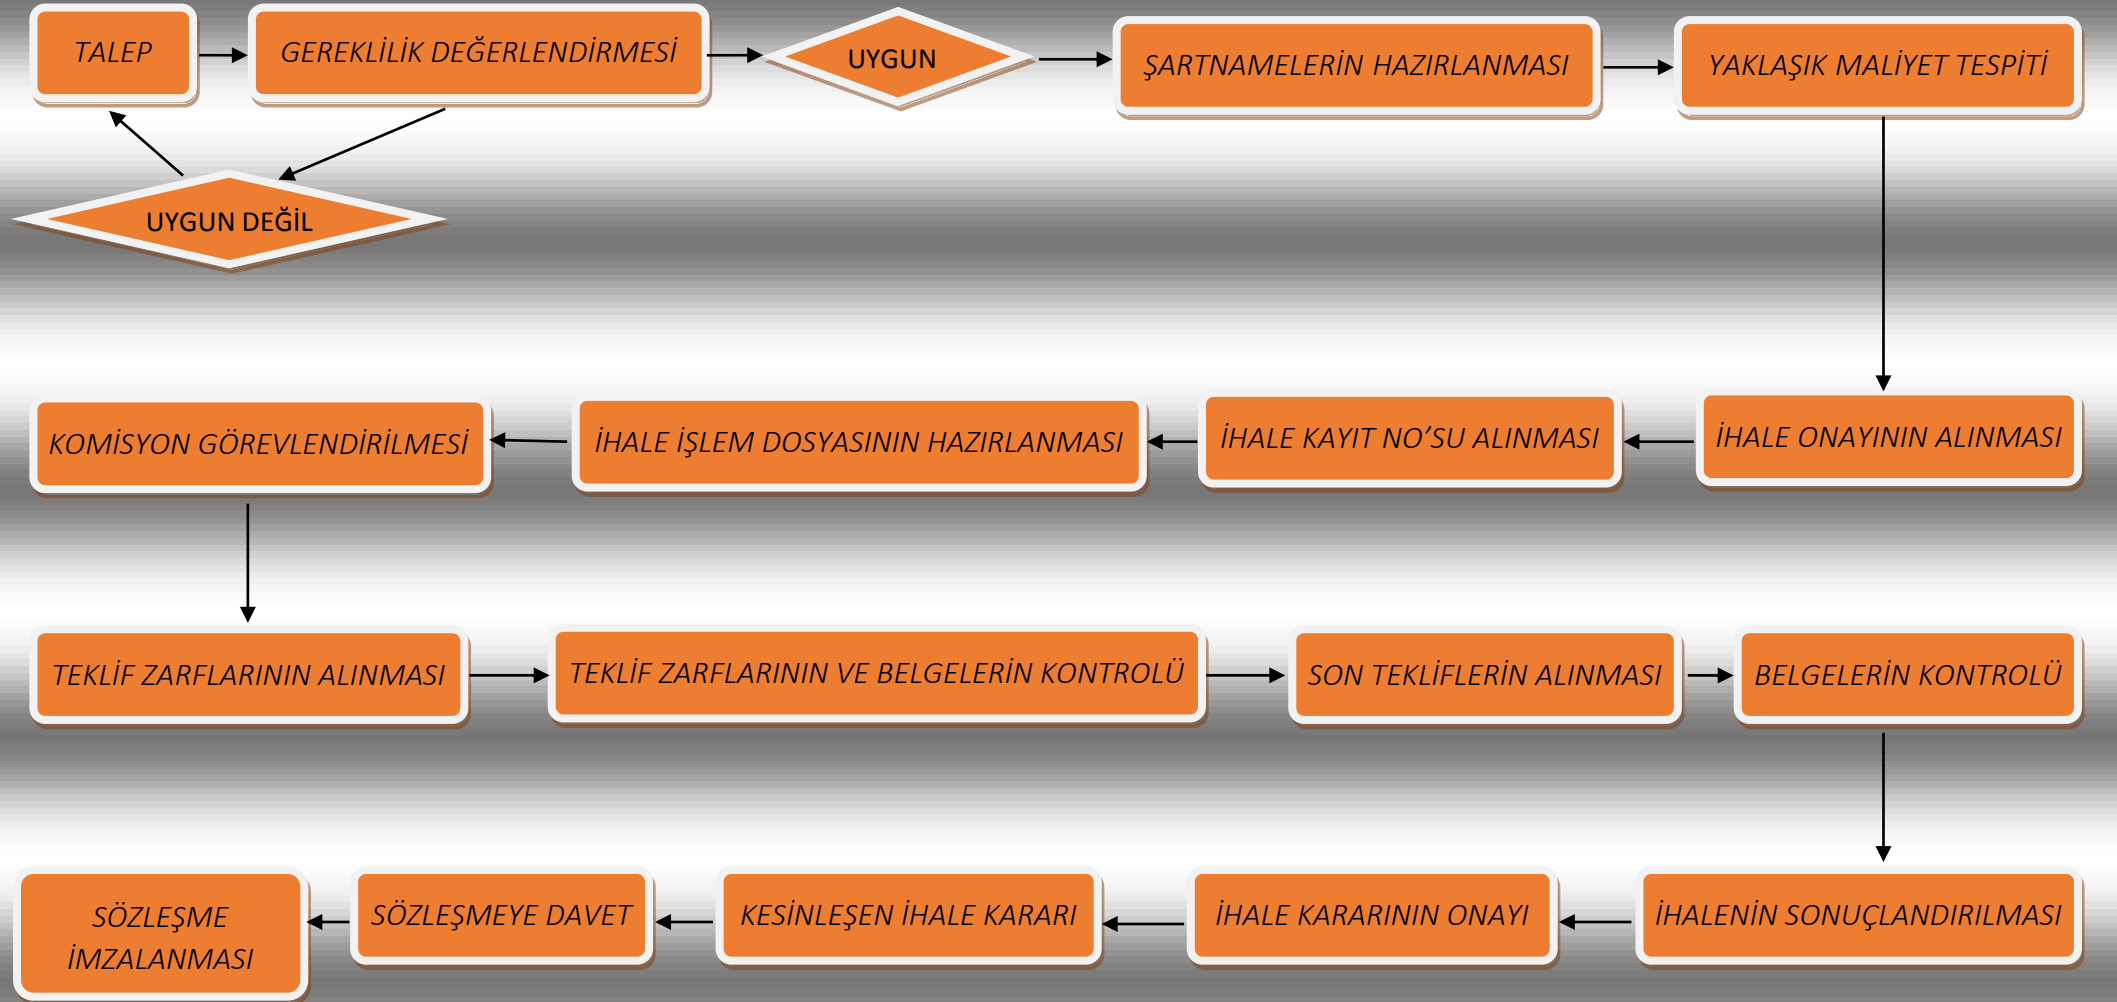 TALEP
GEREKLİLİK DEĞERLENDİRMESİ
UYGUN
ŞARTNAMELERİN HAZIRLANMASI
YAKLAŞIK MALİYET TESPİTİ
UYGUN DEĞİL
İHALE ONAYININ ALINMASI
İHALE KAYIT NO’SU ALINMASI
İHALE İŞLEM DOSYASININ HAZIRLANMASI
KOMİSYON GÖREVLENDİRİLMESİ
TEKLİF ZARFLARININ ALINMASI
TEKLİF ZARFLARININ VE BELGELERİN KONTROLÜ
SON TEKLİFLERİN ALINMASI
BELGELERİN KONTROLÜ
İHALENİN SONUÇLANDIRILMASI
İHALE KARARININ ONAYI
KESİNLEŞEN İHALE KARARI
SÖZLEŞMEYE DAVET
SÖZLEŞME
İMZALANMASI